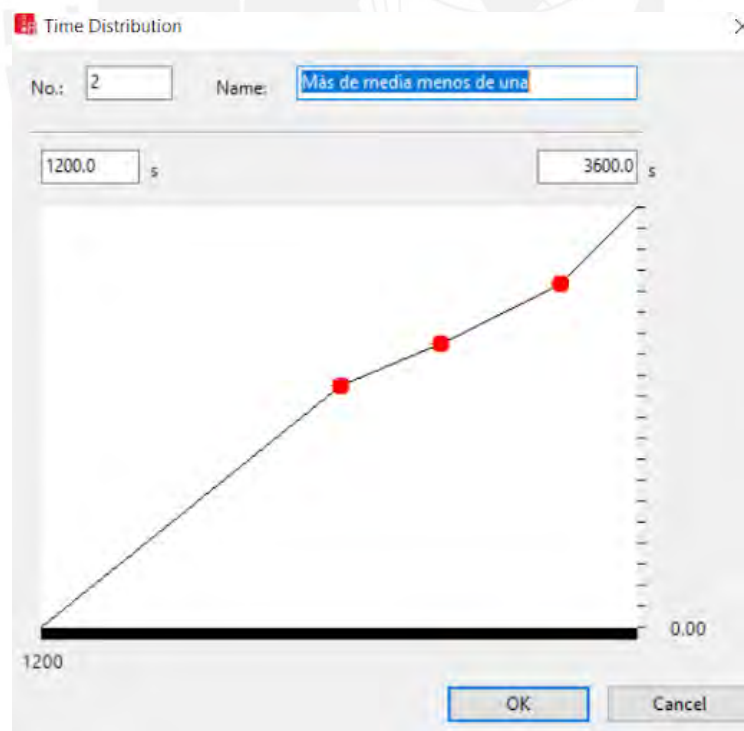 Time Distribution
No.: 2 Name: Más de media menos de una
1200.0 s 3600.0 s
0.00
1200
OK Cancel